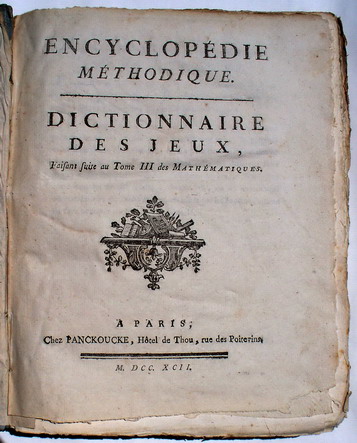 ENCYCLOPÉDIE
MÉTHODIQUE.
DICTIONNAIRE
DES JEUX,
Faisant suite au Tome III des MATHÉMATIQUES.
A PARIS,
Chez PANCKOUCKE, Hôtel de Thou, rue des Poitevins.
M. DCC. XCII.